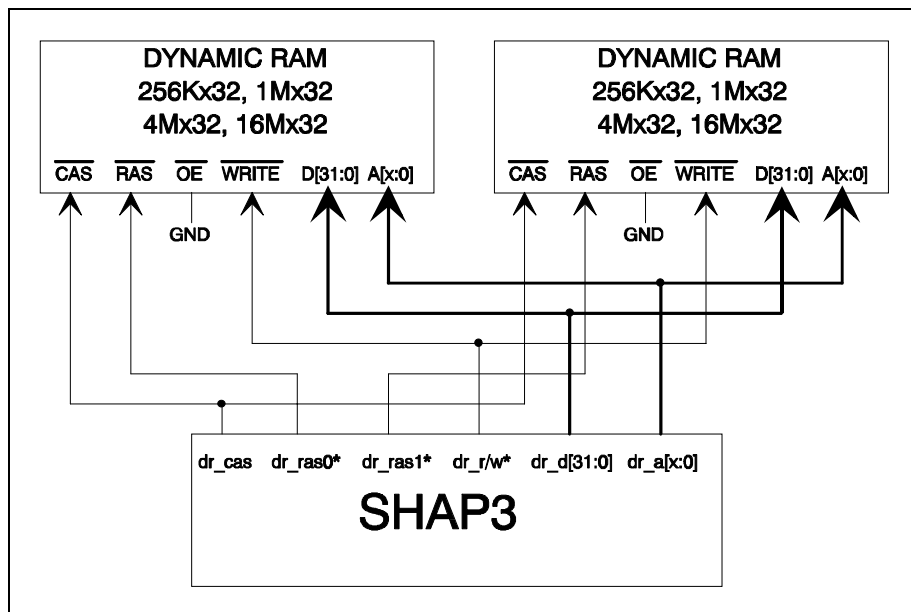 DYNAMIC RAM
256Kx32, 1Mx32
4Mx32, 16Mx32
CAS RAS OE WRITE D[31:0] A[x:0]
GND
DYNAMIC RAM
256Kx32, 1Mx32
4Mx32, 16Mx32
CAS RAS OE WRITE D[31:0] A[x:0]
GND
dr_cas dr_ras0* dr_ras1* dr_r/w* dr_d[31:0] dr_a[x:0]
SHAP3